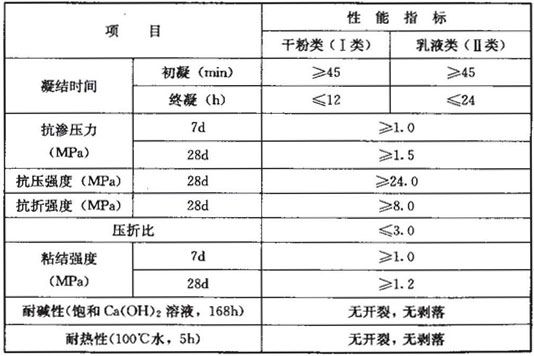 项 目 性 能 指 标
干粉类(Ⅰ类) 乳液类(Ⅱ类)
凝结时间 初凝(min) ≥45 ≥45
终凝(h) ≤12 ≤24
抗渗压力(MPa) 7d ≥1.0
28d ≥1.5
抗压强度(MPa) 28d ≥24.0
抗折强度(MPa) 28d ≥8.0
压折比 ≤3.0
粘结强度(MPa) 7d ≥1.0
28d ≥1.2
耐碱性(饱和Ca(OH)₂溶液,168h) 无开裂,无剥落
耐热性(100℃水,5h) 无开裂,无剥落